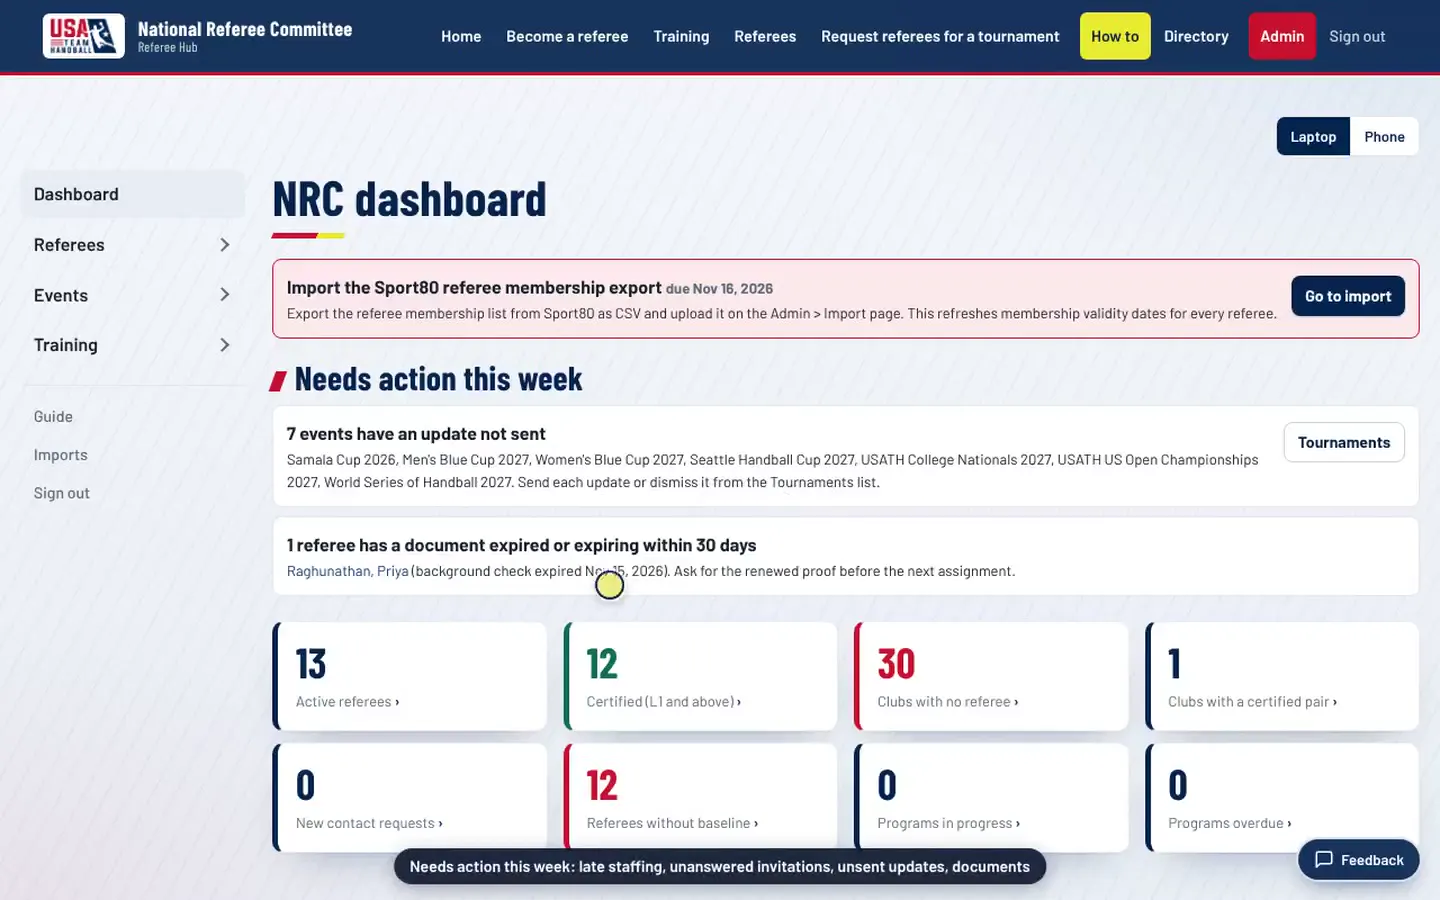 USA
TEAM
HANDBALL
National Referee Committee
Referee Hub
Home
Become a referee
Training
Referees
Request referees for a tournament
How to
Directory
Admin
Sign out
Laptop
Phone
Dashboard
Referees
Events
Training
Guide
Imports
Sign out
NRC dashboard
Import the Sport80 referee membership export due Nov 16, 2026
Export the referee membership list from Sport80 as CSV and upload it on the Admin > Import page. This refreshes membership validity dates for every referee.
Go to import
Needs action this week
7 events have an update not sent
Samala Cup 2026, Men's Blue Cup 2027, Women's Blue Cup 2027, Seattle Handball Cup 2027, USATH College Nationals 2027, USATH US Open Championships
2027, World Series of Handball 2027. Send each update or dismiss it from the Tournaments list.
Tournaments
1 referee has a document expired or expiring within 30 days
Raghunathan, Priya (background check expired Nov 15, 2026). Ask for the renewed proof before the next assignment.
13
Active referees ›
12
Certified (L1 and above) ›
30
Clubs with no referee ›
1
Clubs with a certified pair ›
0
New contact requests ›
12
Referees without baseline ›
0
Programs in progress ›
0
Programs overdue ›
Needs action this week: late staffing, unanswered invitations, unsent updates, documents
Feedback